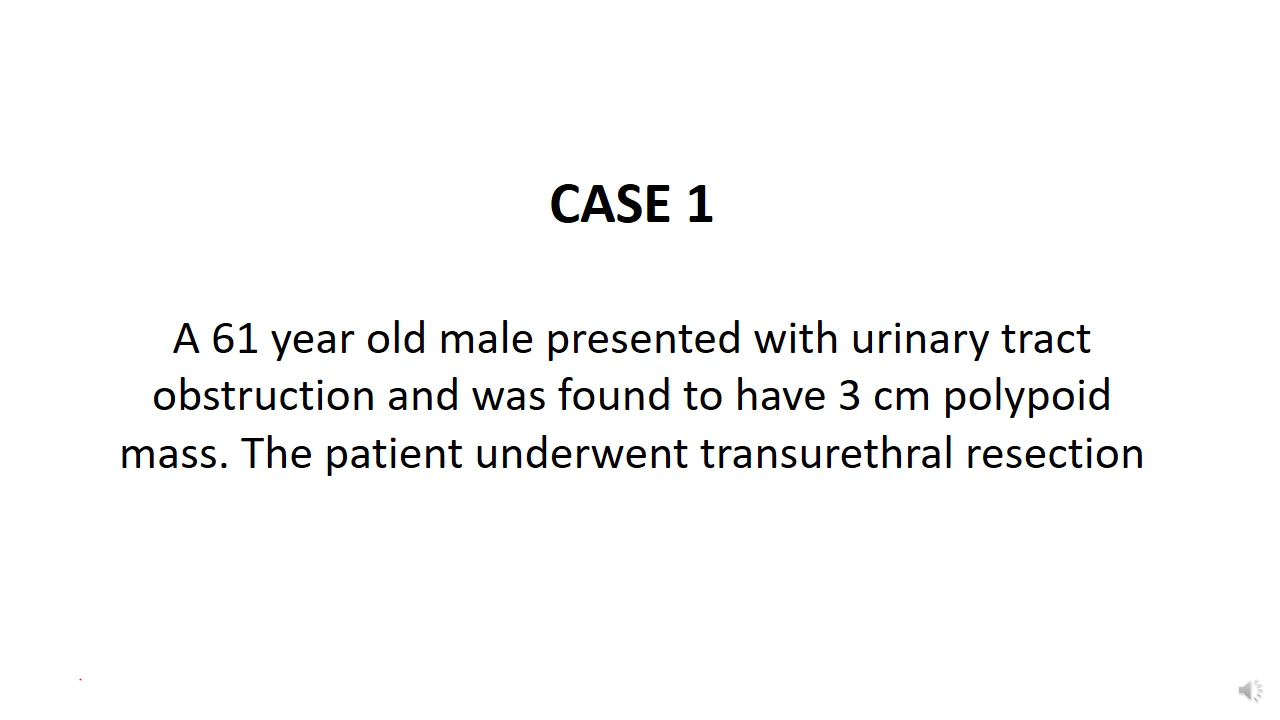 CASE 1
A 61 year old male presented with urinary tract
obstruction and was found to have 3 cm polypoid
mass. The patient underwent transurethral resection